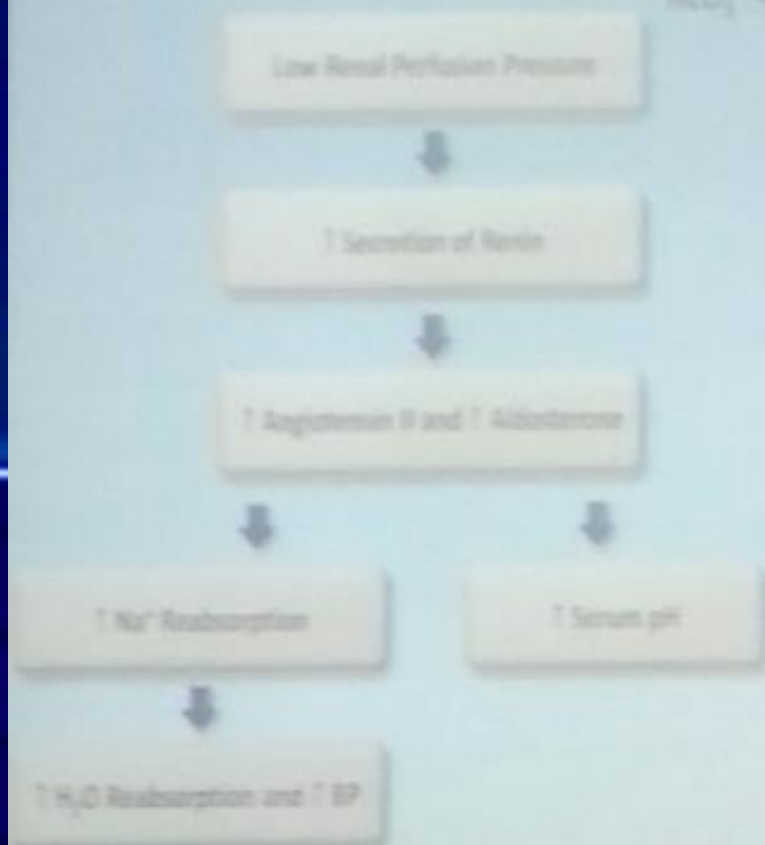 Low Renal Perfusion Pressure
↑ Secretion of Renin
↑ Angiotensin II and ↑ Aldosterone
↑ Na⁺ Reabsorption
↑ Serum pH
↑ H₂O Reabsorption and ↑ BP